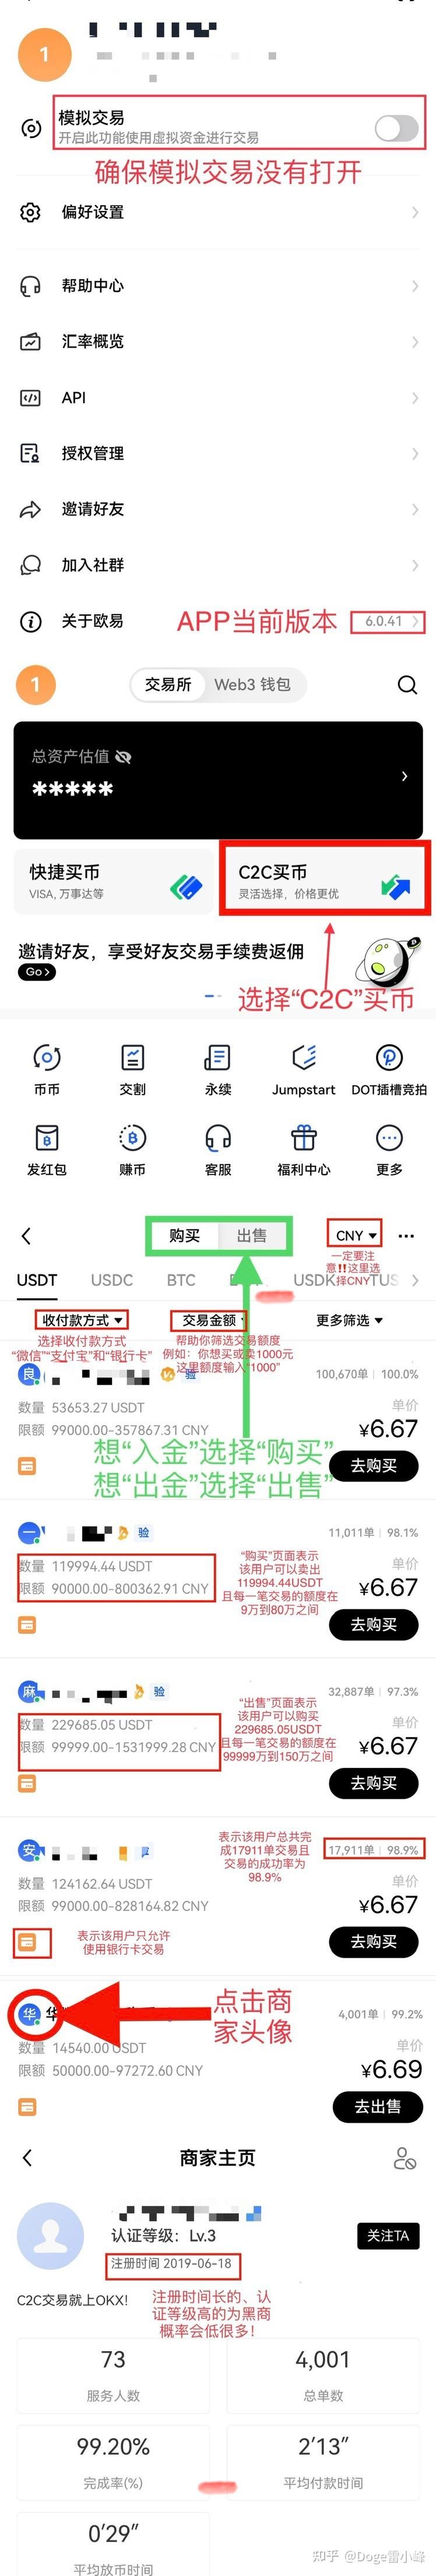 1
模拟交易
开启此功能使用虚拟资金进行交易
确保模拟交易没有打开
偏好设置
帮助中心
汇率概览
API
授权管理
邀请好友
加入社群
关于欧易
APP当前版本
6.0.41
1
交易所
Web3 钱包
总资产估值
*****
快捷买币
VISA, 万事达等
C2C买币
灵活选择，价格更优
邀请好友，享受好友交易手续费返佣
Go
选择“C2C”买币
币币
交割
永续
Jumpstart
DOT插槽竞拍
发红包
赚币
客服
福利中心
更多
购买
出售
CNY
一定要注
意‼️这里选
择CNY
USDT
USDC
BTC
USDK
TUS
收付款方式
交易金额
更多筛选
选择收付款方式
“微信”“支付宝”和“银行卡”
帮助你筛选交易额度
例如：你想买或卖1000元
这里额度输入“1000”
良
验
100,670单 | 100.0%
数量 53653.27 USDT
单价
限额 99000.00-357867.31 CNY
¥6.67
去购买
想“入金”选择“购买”
想“出金”选择“出售”
一
验
11,011单 | 98.1%
数量 119994.44 USDT
单价
限额 90000.00-800362.91 CNY
¥6.67
去购买
“购买”页面表示
该用户可以卖出
119994.44USDT
且每一笔交易的额度在
9万到80万之间
麻
验
32,887单 | 97.3%
数量 229685.05 USDT
单价
限额 99999.00-1531999.28 CNY
¥6.67
去购买
“出售”页面表示
该用户可以购买
229685.05USDT
且每一笔交易的额度在
99999万到150万之间
安
17,911单 | 98.9%
表示该用户总共完
成17911单交易且
交易的成功率为
98.9%
数量 124162.64 USDT
单价
限额 99000.00-828164.82 CNY
¥6.67
去购买
表示该用户只允许
使用银行卡交易
华
点击商
家头像
4,001单 | 99.2%
数量 14540.00 USDT
单价
限额 50000.00-97272.60 CNY
¥6.69
去出售
商家主页
认证等级：Lv.3
注册时间 2019-06-18
关注TA
C2C交易就上OKX!
注册时间长的、认
证等级高的为黑商
概率会低很多！
73
服务人数
4,001
总单数
99.20%
完成率(%)
2’13”
平均付款时间
0’29”
平均放币时间
知乎 @Doge雷小峰